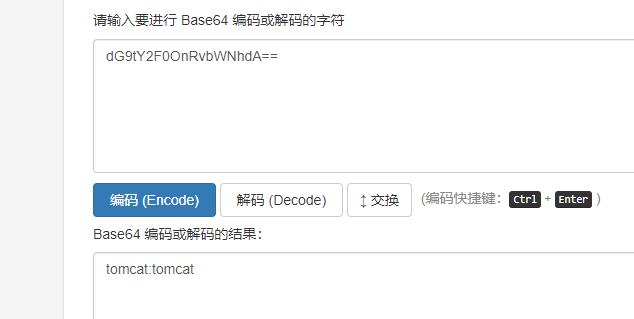 请输入要进行 Base64 编码或解码的字符
dG9tY2F0OnRvbWNhdA==
编码 (Encode) 解码 (Decode) ↕ 交换 (编码快捷键： Ctrl + Enter )
Base64 编码或解码的结果：
tomcat:tomcat